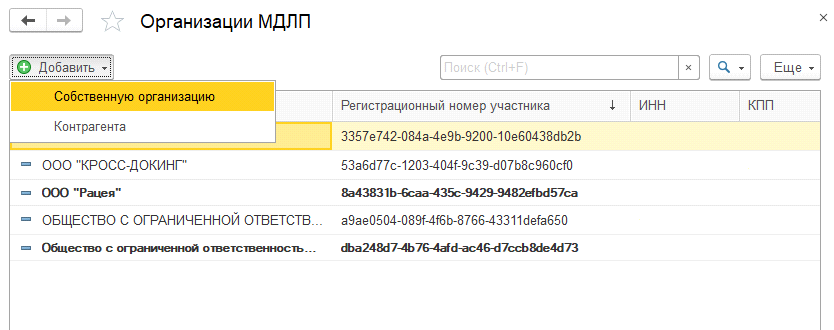 Организации МДЛП
Добавить
Поиск (Ctrl+F)
Еще
Собственную организацию
Контрагента
Регистрационный номер участника ИНН КПП
3357e742-084a-4e9b-9200-10e60438db2b
ООО "КРОСС-ДОКИНГ" 53a6d77c-1203-404f-9c39-d07b8c960cf0
ООО "Рацея" 8a43831b-6caa-435c-9429-9482efbd57ca
ОБЩЕСТВО С ОГРАНИЧЕННОЙ ОТВЕТСТВ... a9ae0504-089f-4f6b-8766-43311defa650
Общество с ограниченной ответственность... dba248d7-4b76-4afd-ac46-d7ccb8de4d73